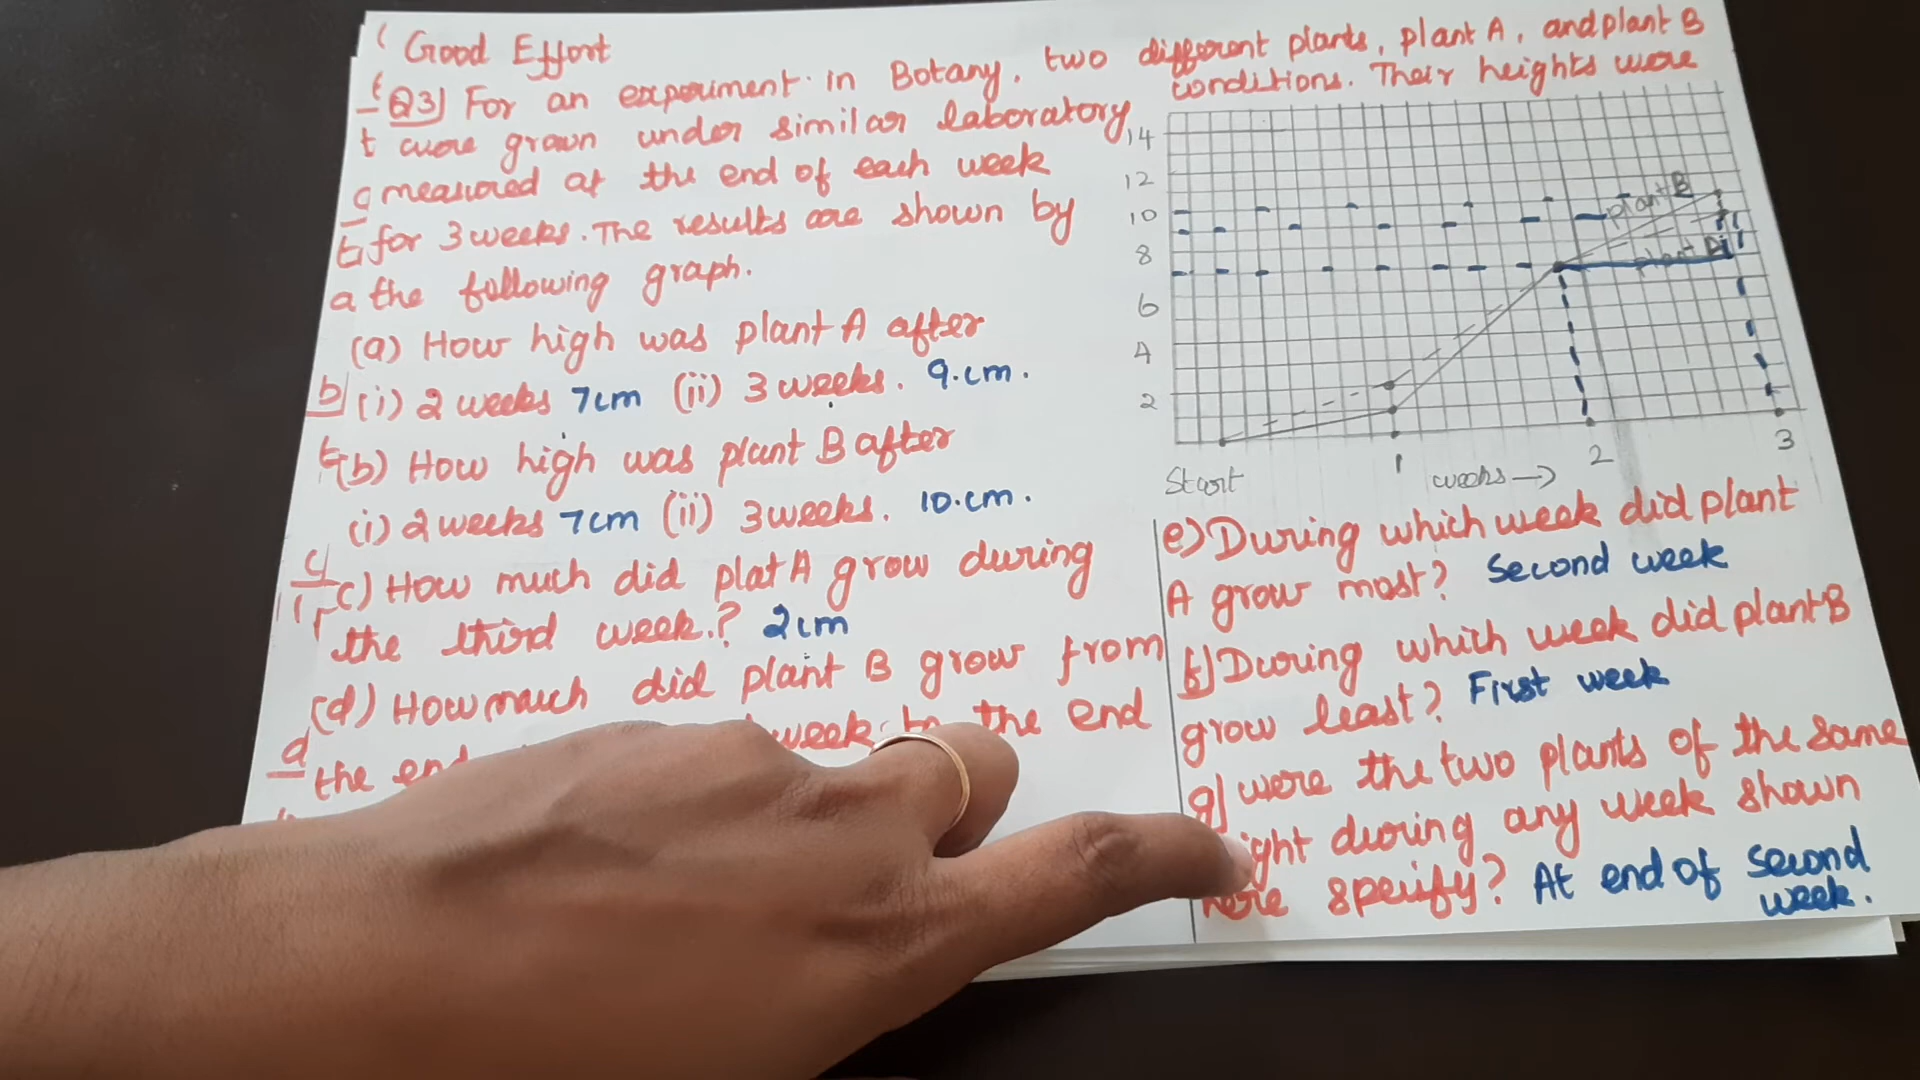 Good Effort
Q3) For an experiment in Botany, two different plants, plant A, and plant B
were grown under similar laboratory conditions. Their heights were
measured at the end of each week
for 3 weeks. The results are shown by
the following graph.
(a) How high was plant A after
(i) 2 weeks 7cm (ii) 3 weeks. 9.cm.
(b) How high was plant B after
(i) 2 weeks 7cm (ii) 3 weeks. 10.cm.
c) How much did plat A grow during
the third week.? 2cm
(d) How much did plant B grow from
the end week to the end
14
12
10
8
6
4
2
plant B
plant A
Start 1 weeks → 2 3
e) During which week did plant
A grow most? Second week
f) During which week did plant B
grow least? First week
g) were the two plants of the same
ight during any week shown
here specify? At end of second
week.